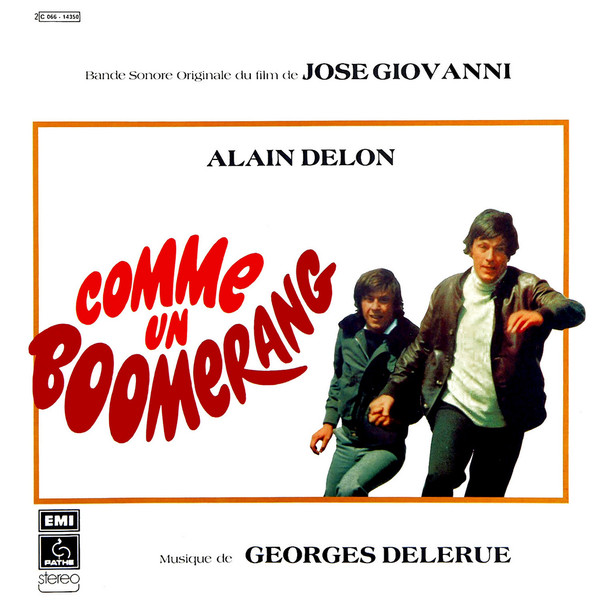 2 C 066 - 14350
Bande Sonore Originale du film de JOSE GIOVANNI
ALAIN DELON
COMMe
UN
BOOMeRANG
EMI
PATHE
stereo
Musique de GEORGES DELERUE